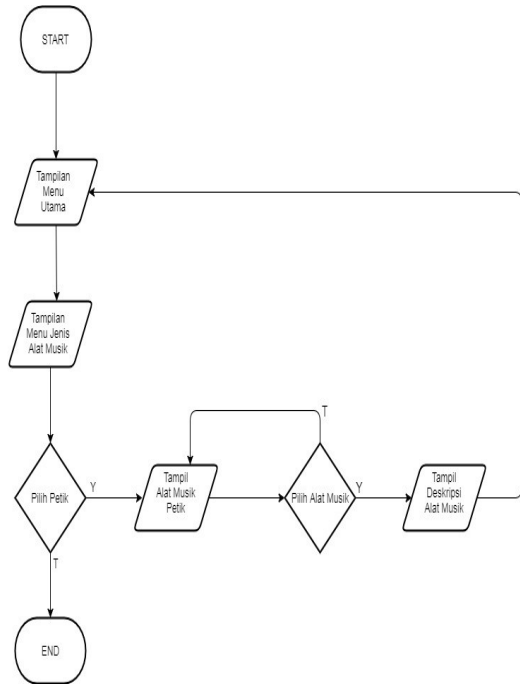 START
Tampilan
Menu
Utama
Tampilan
Menu Jenis
Alat Musik
T
Pilih Petik
Y
Tampil
Alat Musik
Petik
Pilih Alat Musik
Y
Tampil
Deskripsi
Alat Musik
T
END